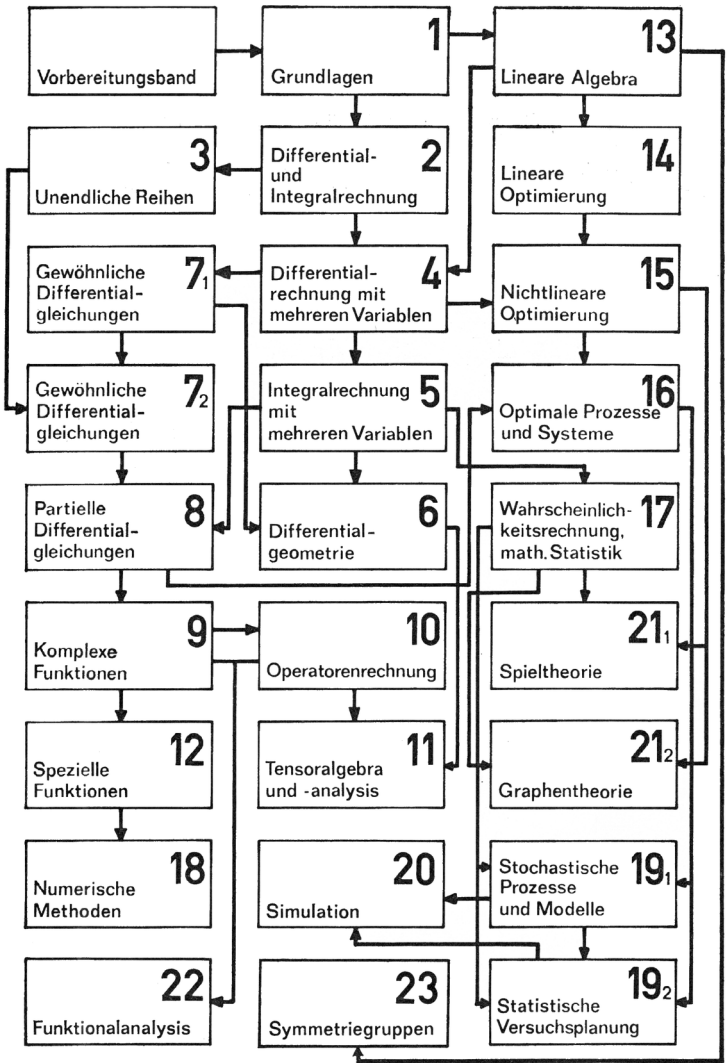 Vorbereitungsband
1
Grundlagen
13
Lineare Algebra
3
Unendliche Reihen
Differential- 2
und
Integralrechnung
14
Lineare
Optimierung
Gewöhnliche 7₁
Differential-
gleichungen
Differential- 4
rechnung mit
mehreren Variablen
15
Nichtlineare
Optimierung
Gewöhnliche 7₂
Differential-
gleichungen
Integralrechnung 5
mit
mehreren Variablen
16
Optimale Prozesse
und Systeme
Partielle 8
Differential-
gleichungen
6
Differential-
geometrie
Wahrscheinlich- 17
keitsrechnung,
math. Statistik
9
Komplexe
Funktionen
10
Operatorenrechnung
21₁
Spieltheorie
12
Spezielle
Funktionen
11
Tensoralgebra
und -analysis
21₂
Graphentheorie
18
Numerische
Methoden
20
Simulation
Stochastische 19₁
Prozesse
und Modelle
22
Funktionalanalysis
23
Symmetriegruppen
19₂
Statistische
Versuchsplanung